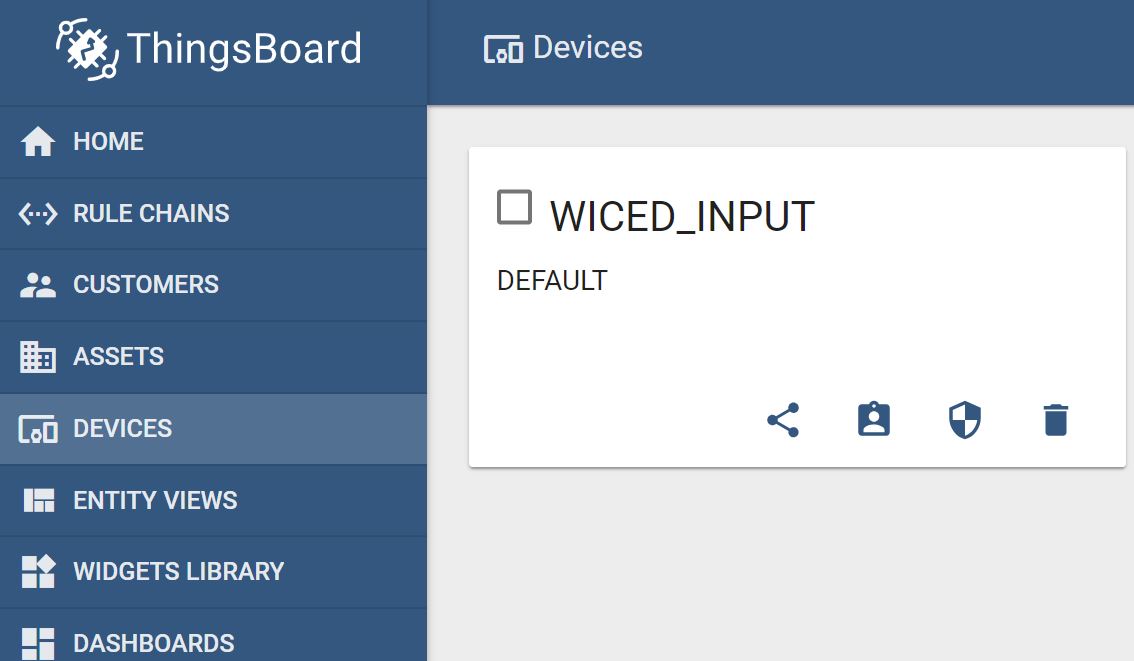 ThingsBoard
Devices
HOME
RULE CHAINS
CUSTOMERS
ASSETS
DEVICES
ENTITY VIEWS
WIDGETS LIBRARY
DASHBOARDS
WICED_INPUT
DEFAULT